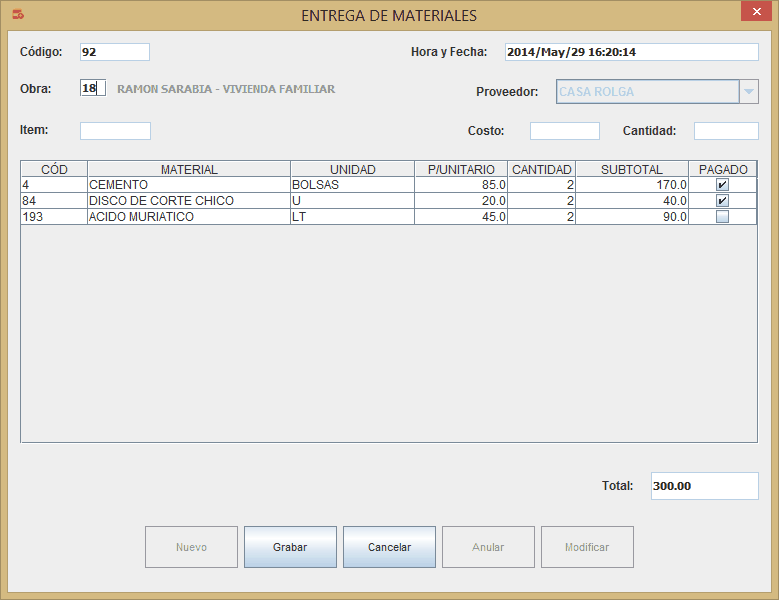 ENTREGA DE MATERIALES
Código: 92 Hora y Fecha: 2014/May/29 16:20:14
Obra: 18 RAMON SARABIA - VIVIENDA FAMILIAR Proveedor: CASA ROLGA
Item: Costo: Cantidad:
CÓD MATERIAL UNIDAD P/UNITARIO CANTIDAD SUBTOTAL PAGADO
4 CEMENTO BOLSAS 85.0 2 170.0
84 DISCO DE CORTE CHICO U 20.0 2 40.0
193 ACIDO MURIATICO LT 45.0 2 90.0
Total: 300.00
Nuevo Grabar Cancelar Anular Modificar